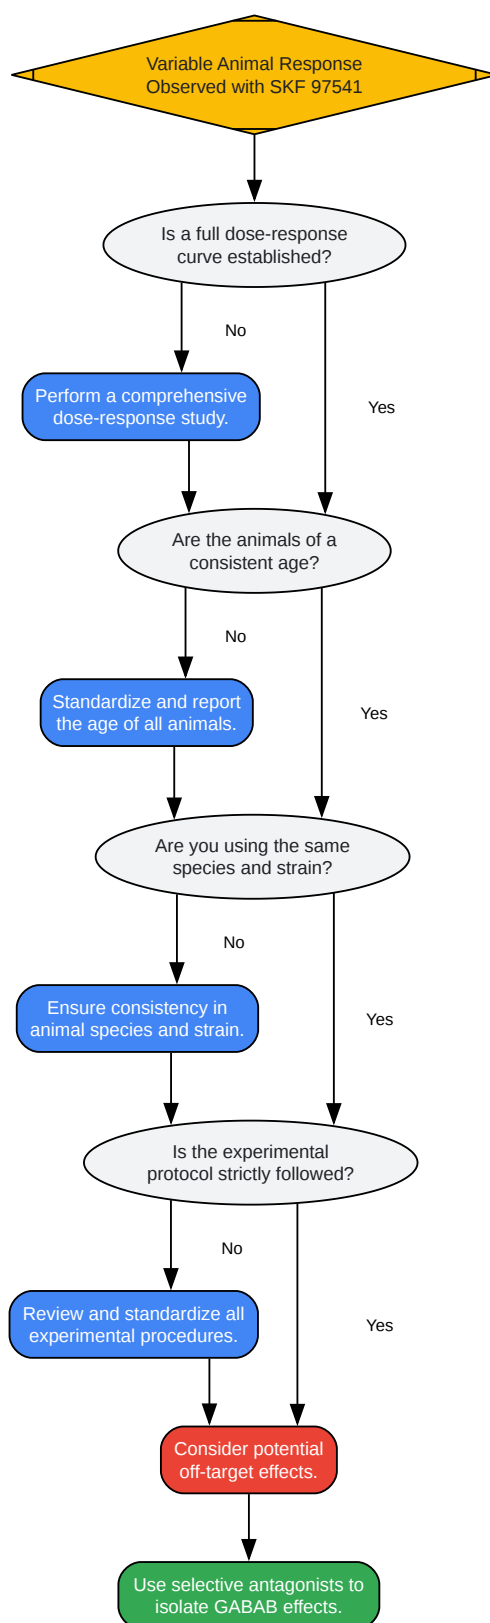 Variable Animal Response
Observed with SKF 97541
Is a full dose-response
curve established?
No
Perform a comprehensive
dose-response study.
Yes
Are the animals of a
consistent age?
No
Standardize and report
the age of all animals.
Yes
Are you using the same
species and strain?
No
Ensure consistency in
animal species and strain.
Yes
Is the experimental
protocol strictly followed?
No
Review and standardize all
experimental procedures.
Yes
Consider potential
off-target effects.
Use selective antagonists to
isolate GABAB effects.